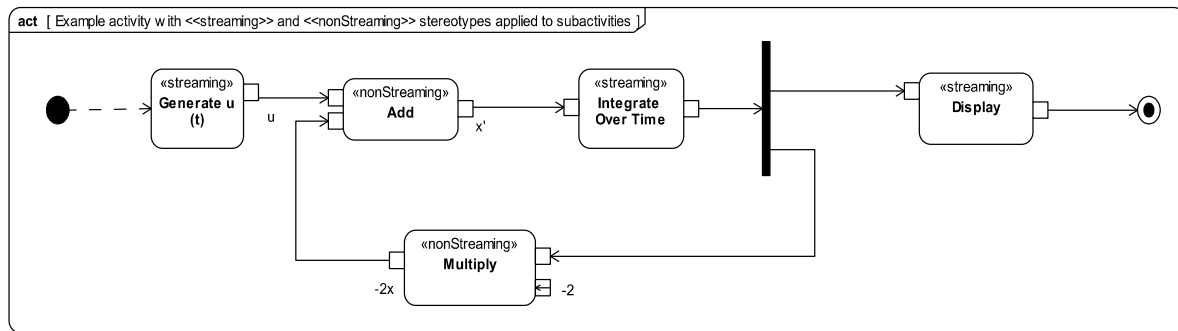 act [ Example activity with <<streaming>> and <<nonStreaming>> stereotypes applied to subactivities ]
«streaming»
Generate u
(t)
u
«nonStreaming»
Add
x'
«streaming»
Integrate
Over Time
«streaming»
Display
«nonStreaming»
Multiply
-2x
-2